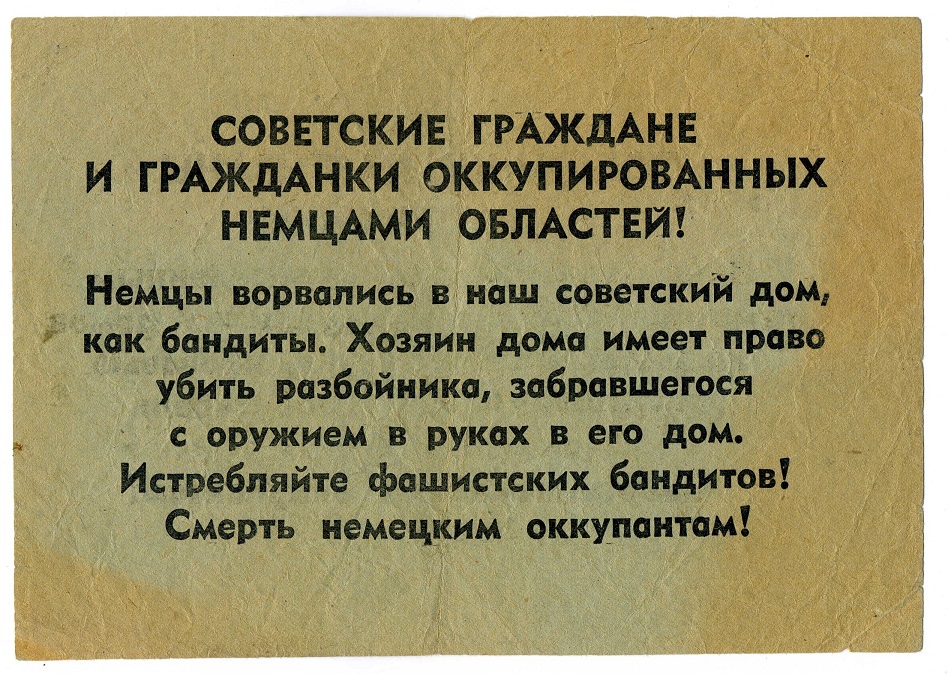 СОВЕТСКИЕ ГРАЖДАНЕ
И ГРАЖДАНКИ ОККУПИРОВАННЫХ
НЕМЦАМИ ОБЛАСТЕЙ!
Немцы ворвались в наш советский дом,
как бандиты. Хозяин дома имеет право
убить разбойника, забравшегося
с оружием в руках в его дом.
Истребляйте фашистских бандитов!
Смерть немецким оккупантам!